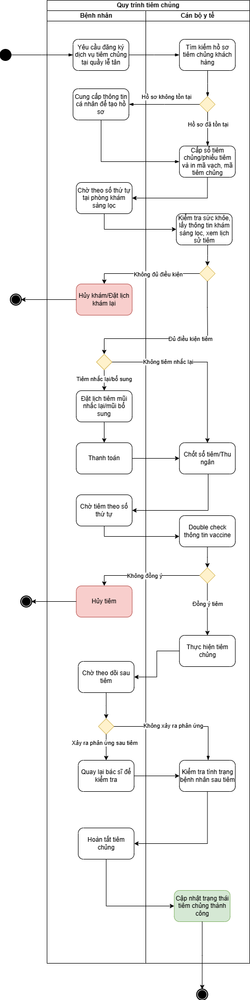 Quy trình tiêm chủng
Bệnh nhân
Cán bộ y tế
Yêu cầu đăng ký
dịch vụ tiêm chủng
tại quầy lễ tân
Tìm kiếm hồ sơ
tiêm chủng khách
hàng
Cung cấp thông tin
cá nhân để tạo hồ
sơ
Hồ sơ không tồn tại
Hồ sơ đã tồn tại
Cấp số tiêm
chủng/phiếu tiêm
và in mã vạch, mã
tiêm chủng
Chờ theo số thứ tự
tại phòng khám
sàng lọc
Kiểm tra sức khỏe,
lấy thông tin khám
sàng lọc, xem lịch
sử tiêm
Không đủ điều kiện
Hủy khám/Đặt lịch
khám lại
Đủ điều kiện tiêm
Không tiêm nhắc lại
Tiêm nhắc lại/bổ sung
Đặt lịch tiêm mũi
nhắc lại/mũi bổ
sung
Thanh toán
Chốt sổ tiêm/Thu
ngân
Chờ tiêm theo số
thứ tự
Double check
thông tin vaccine
Không đồng ý
Hủy tiêm
Đồng ý tiêm
Thực hiện tiêm
chủng
Chờ theo dõi sau
tiêm
Không xảy ra phản ứng
Xảy ra phản ứng sau tiêm
Quay lại bác sĩ để
kiểm tra
Kiểm tra tình trạng
bệnh nhân sau tiêm
Hoàn tất tiêm
chủng
Cập nhật trạng thái
tiêm chủng thành
công